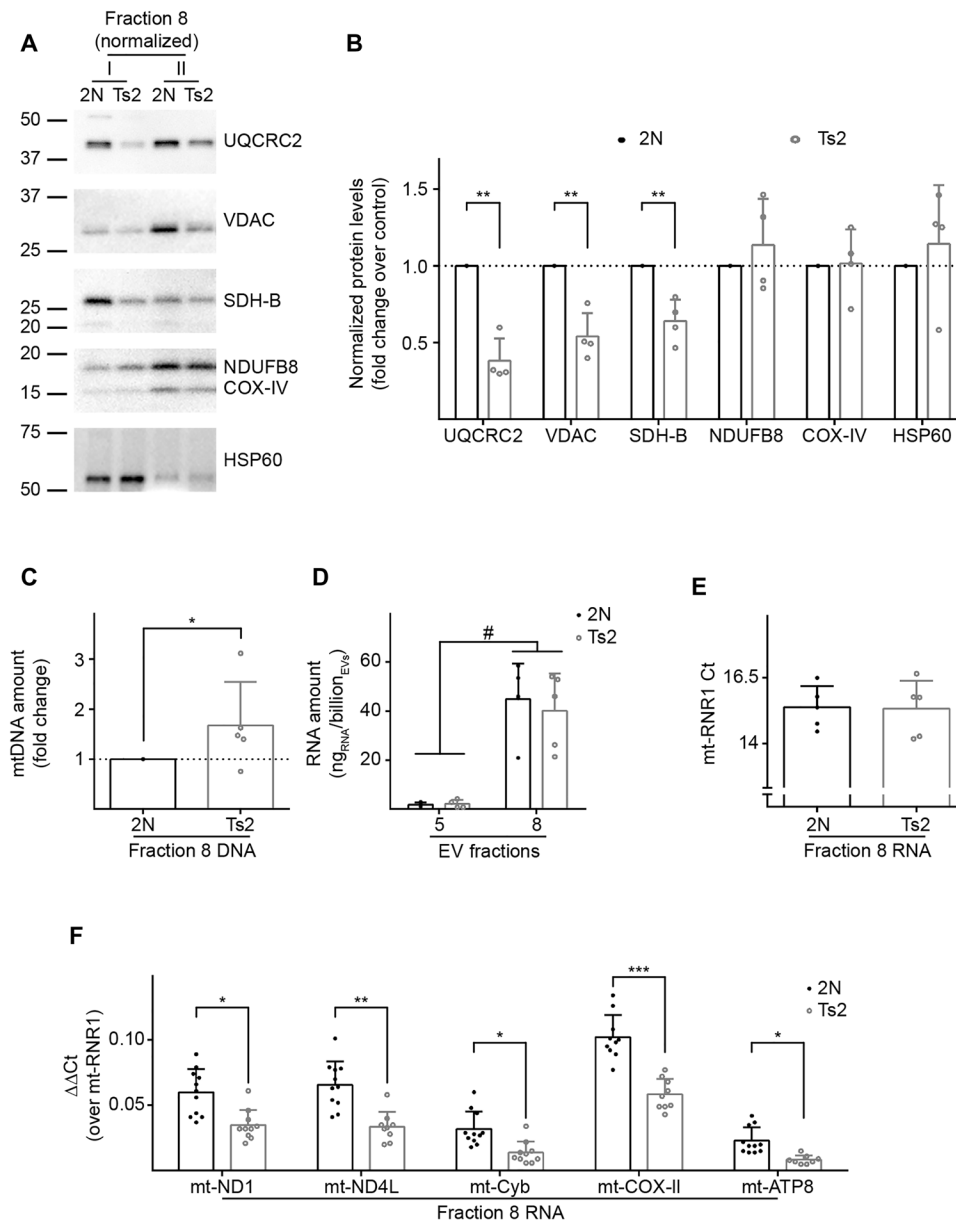 A
Fraction 8
(normalized)
I II
2N Ts2 2N Ts2
50
37
UQCRC2
37
25
VDAC
25
20
SDH-B
20
15
NDUFB8
COX-IV
75
50
HSP60
B
2N Ts2
Normalized protein levels
(fold change over control)
1.5
1.0
0.5
** ** **
UQCRC2 VDAC SDH-B NDUFB8 COX-IV HSP60
C
mtDNA amount
(fold change)
3
2
1
*
2N Ts2
Fraction 8 DNA
D
2N
Ts2
RNA amount
(ngRNA/billionEVs)
60
40
20
#
5 8
EV fractions
E
mt-RNR1 Ct
16.5
14
2N Ts2
Fraction 8 RNA
F
2N
Ts2
ΔΔCt
(over mt-RNR1)
0.10
0.05
* ** * *** *
mt-ND1 mt-ND4L mt-Cyb mt-COX-II mt-ATP8
Fraction 8 RNA